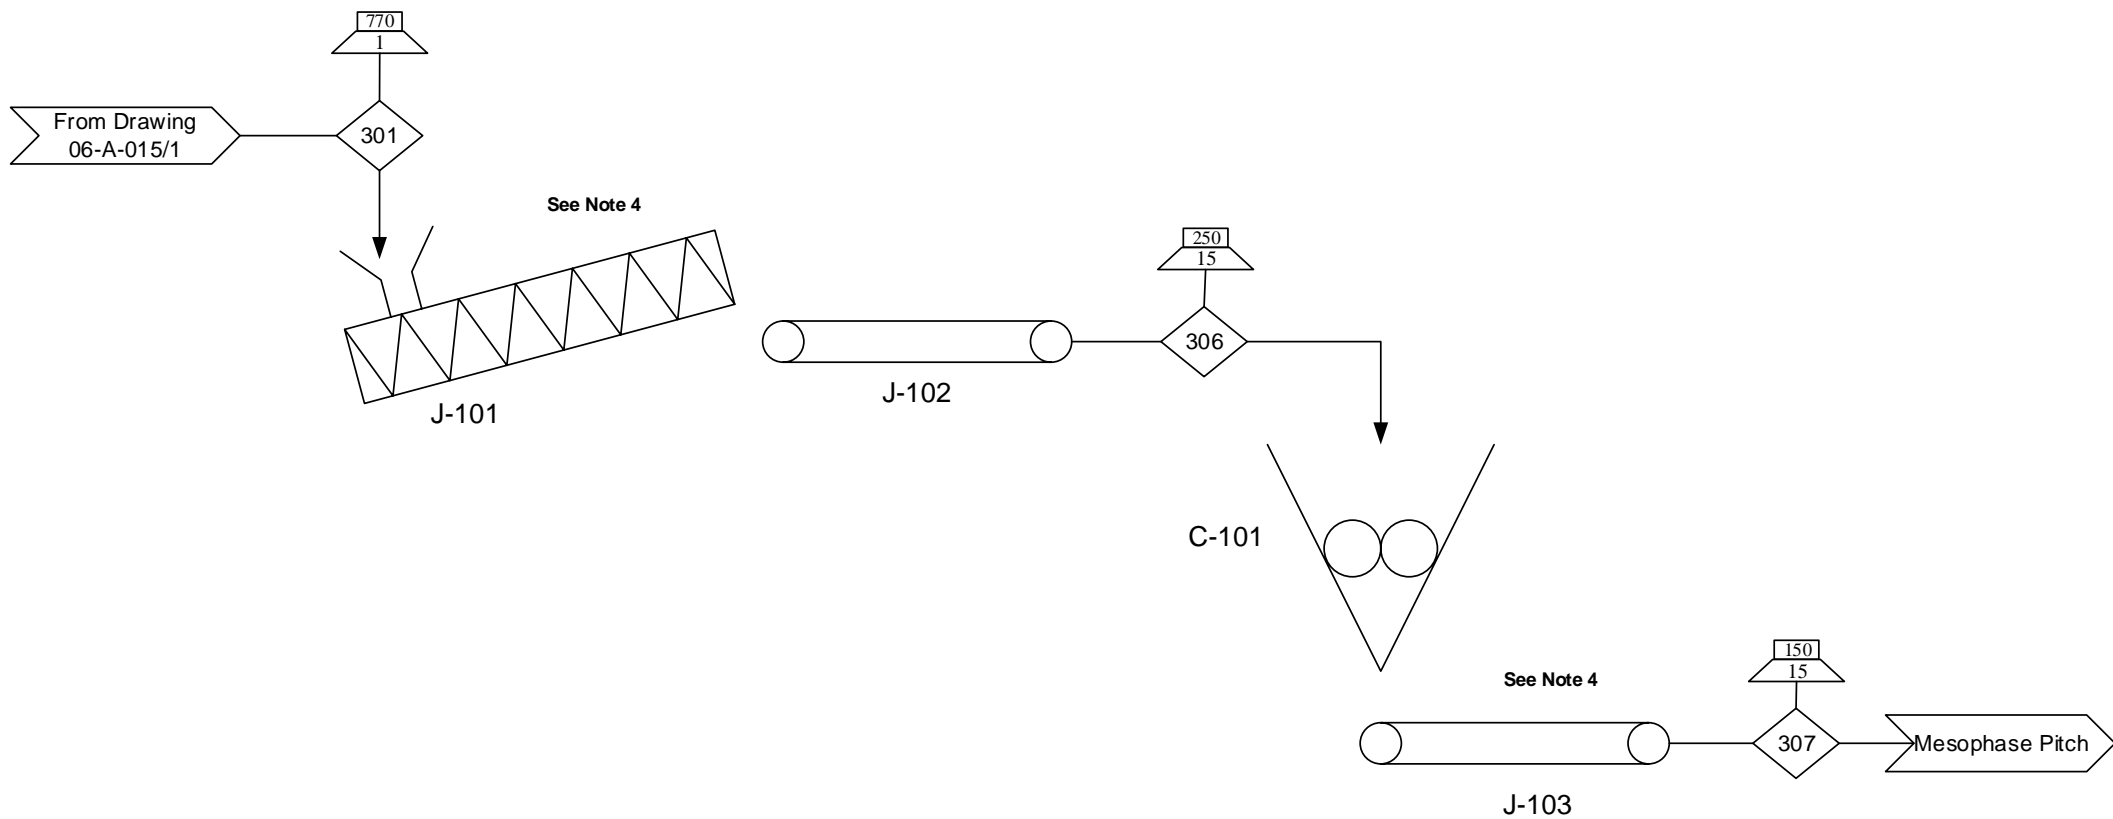 770
1
From Drawing
06-A-015/1
301
See Note 4
J-101
J-102
250
15
306
C-101
See Note 4
J-103
150
15
307
Mesophase Pitch